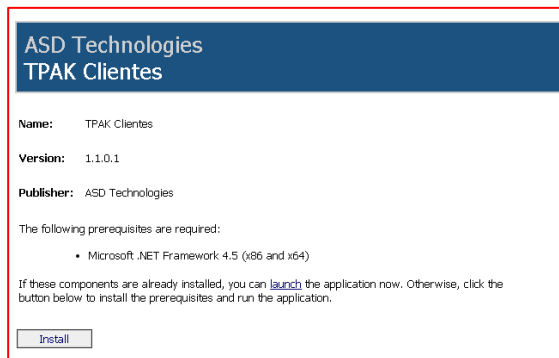 ASD Technologies
TPAK Clientes
Name: TPAK Clientes
Version: 1.1.0.1
Publisher: ASD Technologies
The following prerequisites are required:
• Microsoft .NET Framework 4.5 (x86 and x64)
If these components are already installed, you can launch the application now. Otherwise, click the
button below to install the prerequisites and run the application.
Install